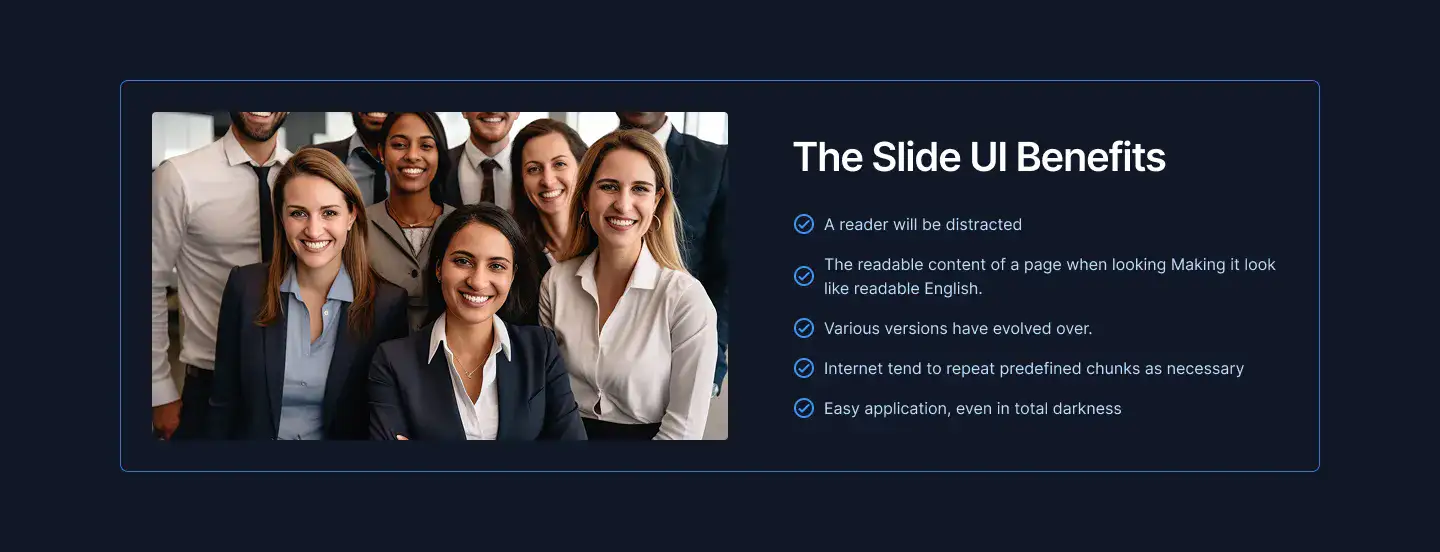 The Slide UI Benefits
A reader will be distracted
The readable content of a page when looking Making it look
like readable English.
Various versions have evolved over.
Internet tend to repeat predefined chunks as necessary
Easy application, even in total darkness